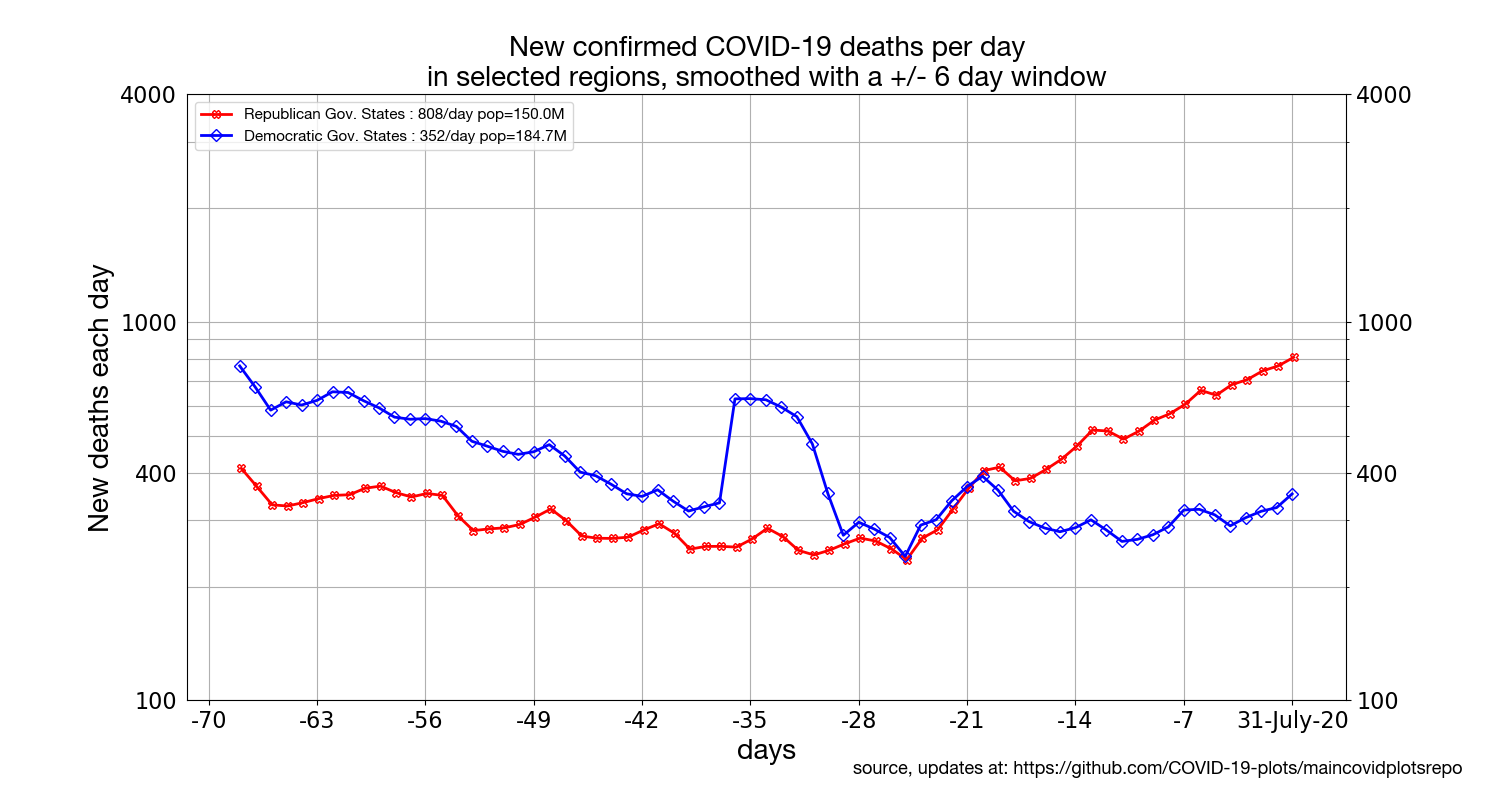 New confirmed COVID-19 deaths per day
in selected regions, smoothed with a +/- 6 day window
4000 4000
Republican Gov. States : 808/day pop=150.0M
Democratic Gov. States : 352/day pop=184.7M
New deaths each day
1000 1000
400 400
100 100
-70 -63 -56 -49 -42 -35 -28 -21 -14 -7 31-July-20
days
source, updates at: https://github.com/COVID-19-plots/maincovidplotsrepo